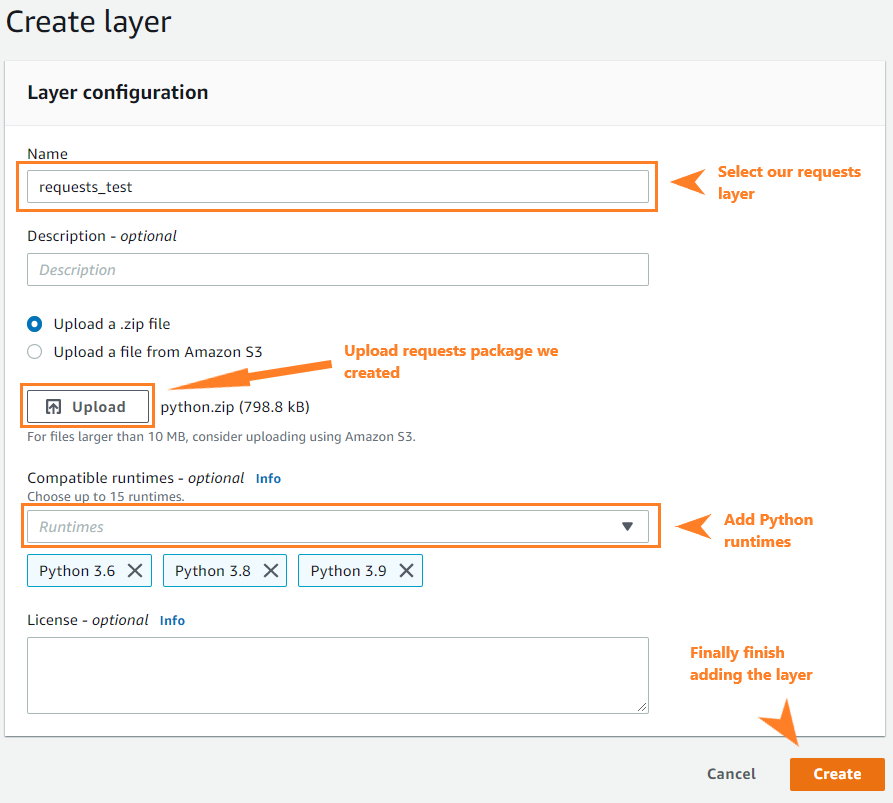 Create layer
Layer configuration
Name
requests_test
Select our requests
layer
Description - optional
Description
Upload a .zip file
Upload a file from Amazon S3
Upload requests package we
created
Upload
python.zip (798.8 kB)
For files larger than 10 MB, consider uploading using Amazon S3.
Compatible runtimes - optional Info
Choose up to 15 runtimes.
Runtimes
Add Python
runtimes
Python 3.6 Python 3.8 Python 3.9
License - optional Info
Finally finish
adding the layer
Cancel Create